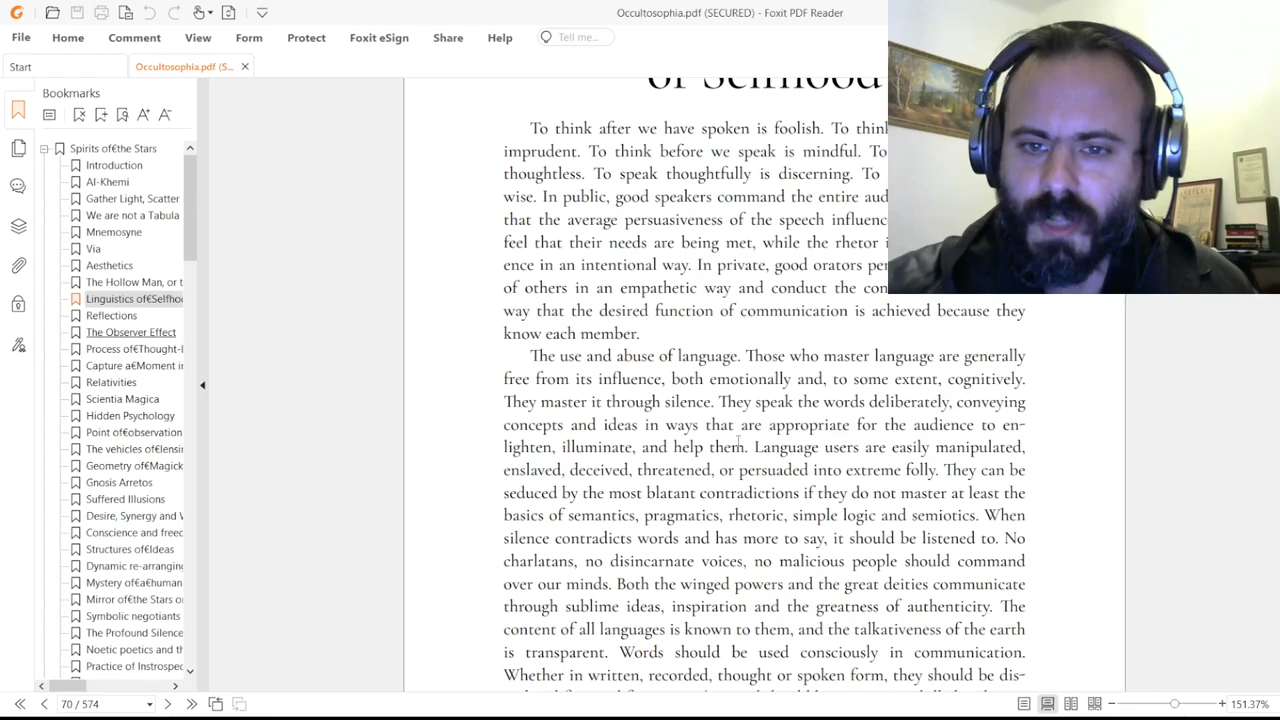 Occultosophia.pdf (SECURED) - Foxit PDF Reader
File Home Comment View Form Protect Foxit eSign Share Help Tell me...
Start Occultosophia.pdf (S...
Bookmarks
Spirits of€the Stars
Introduction
Al-Khemi
Gather Light, Scatter
We are not a Tabula
Mnemosyne
Via
Aesthetics
The Hollow Man, or t
Linguistics of€Selfhoo
Reflections
The Observer Effect
Process of€Thought-
Capture a€Moment in
Relativities
Scientia Magica
Hidden Psychology
Point of€observation
The vehicles of€lensin
Geometry of€Magick
Gnosis Arretos
Suffered Illusions
Desire, Synergy and
Conscience and freed
Structures of€Ideas
Dynamic re-arranging
Mystery of€a€human
Mirror of€the Stars or
Symbolic negotiants
The Profound Silence
Noetic poetics and th
Practice of Instrospec
of Selfhood
To think after we have spoken is foolish. To think
imprudent. To think before we speak is mindful. To
thoughtless. To speak thoughtfully is discerning. To
wise. In public, good speakers command the entire aud
that the average persuasiveness of the speech influenc
feel that their needs are being met, while the rhetor i
ence in an intentional way. In private, good orators per
of others in an empathetic way and conduct the con
way that the desired function of communication is achieved because they
know each member.
The use and abuse of language. Those who master language are generally
free from its influence, both emotionally and, to some extent, cognitively.
They master it through silence. They speak the words deliberately, conveying
concepts and ideas in ways that are appropriate for the audience to en-
lighten, illuminate, and help them. Language users are easily manipulated,
enslaved, deceived, threatened, or persuaded into extreme folly. They can be
seduced by the most blatant contradictions if they do not master at least the
basics of semantics, pragmatics, rhetoric, simple logic and semiotics. When
silence contradicts words and has more to say, it should be listened to. No
charlatans, no disincarnate voices, no malicious people should command
over our minds. Both the winged powers and the great deities communicate
through sublime ideas, inspiration and the greatness of authenticity. The
content of all languages is known to them, and the talkativeness of the earth
is transparent. Words should be used consciously in communication.
Whether in written, recorded, thought or spoken form, they should be dis-
70 / 574
151.37%